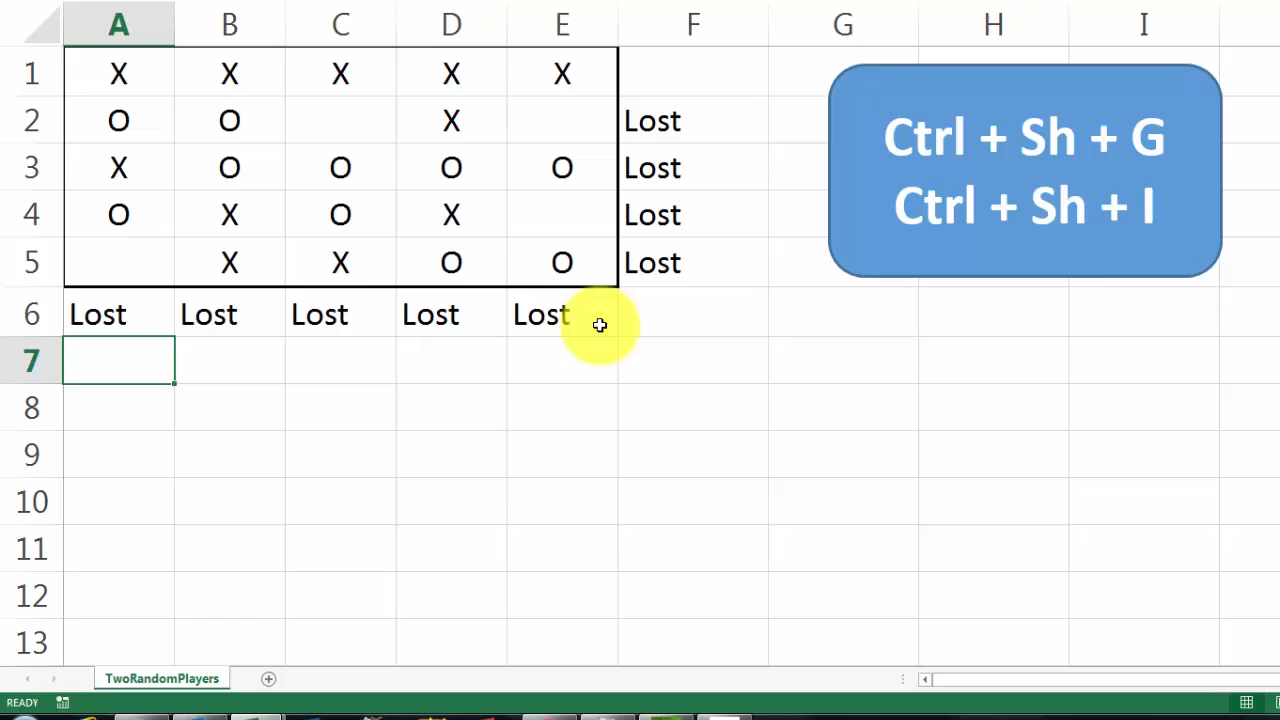 A B C D E F G H I
1 X X X X X
2 O O X Lost
3 X O O O O Lost
4 O X O X Lost
5 X X O O Lost
6 Lost Lost Lost Lost Lost
7
8
9
10
11
12
13
Ctrl + Sh + G
Ctrl + Sh + I
TwoRandomPlayers
READY